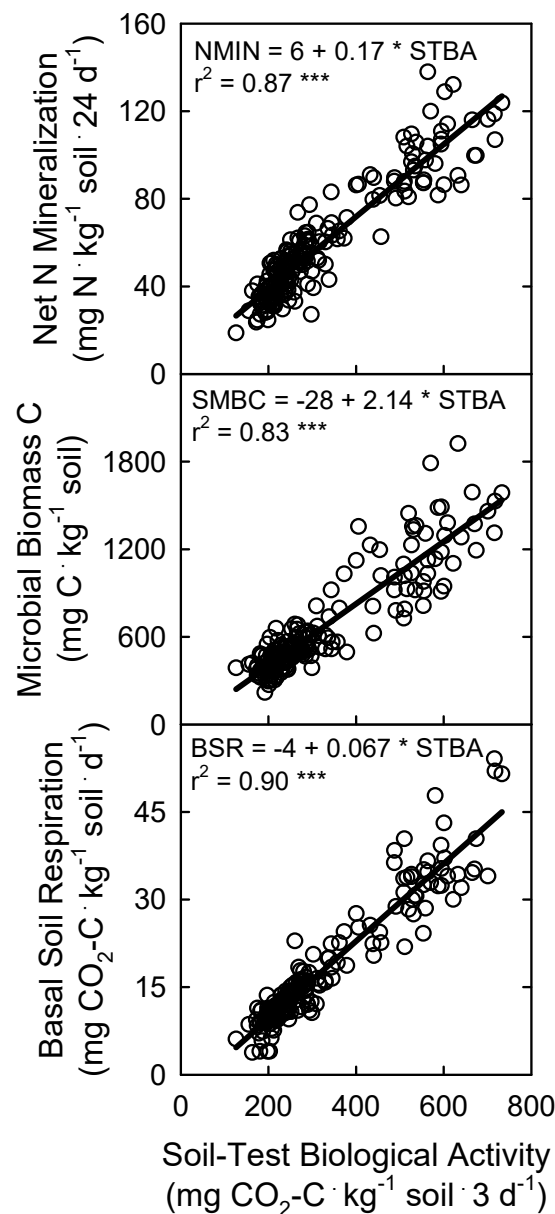 160
120
80
40
0
Net N Mineralization
(mg N · kg⁻¹ soil · 24 d⁻¹)
NMIN = 6 + 0.17 * STBA
r² = 0.87 ***
1800
1200
600
0
Microbial Biomass C
(mg C · kg⁻¹ soil)
SMBC = -28 + 2.14 * STBA
r² = 0.83 ***
45
30
15
0
Basal Soil Respiration
(mg CO₂-C · kg⁻¹ soil · d⁻¹)
BSR = -4 + 0.067 * STBA
r² = 0.90 ***
0 200 400 600 800
Soil-Test Biological Activity
(mg CO₂-C · kg⁻¹ soil · 3 d⁻¹)